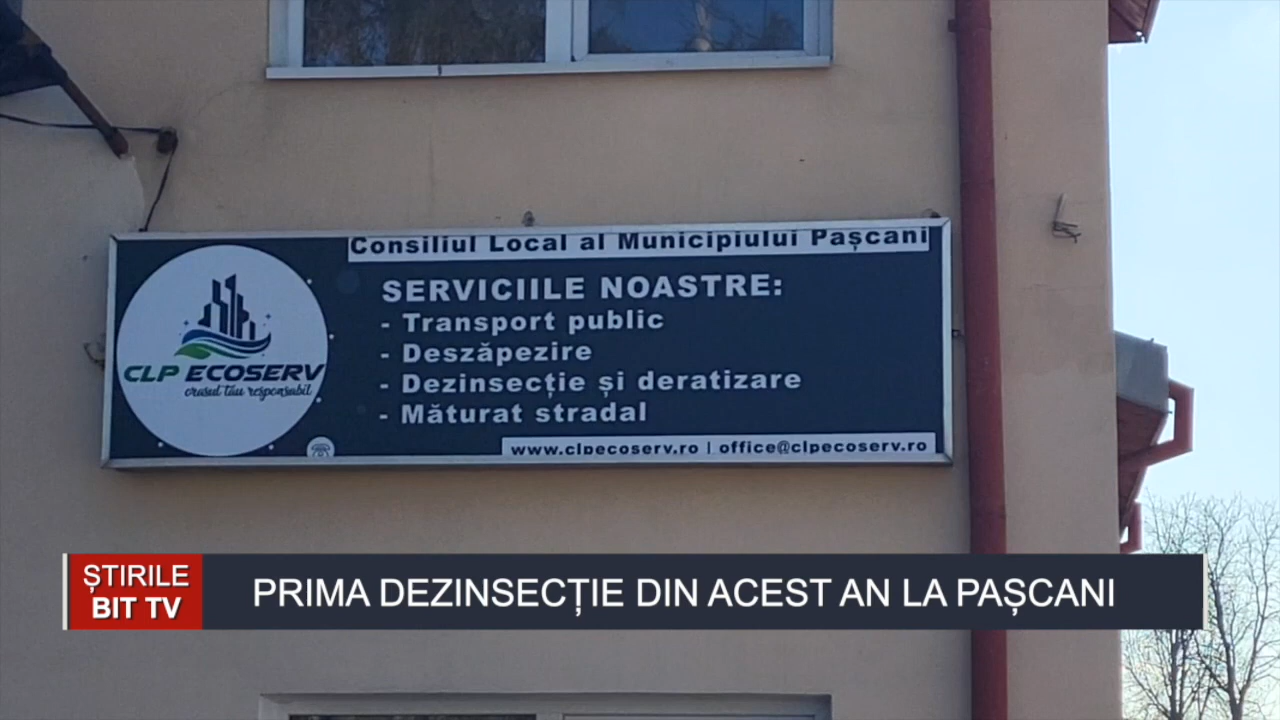 Consiliul Local al Municipiului Pașcani
SERVICIILE NOASTRE:
- Transport public
- Deszăpezire
- Dezinsecție și deratizare
- Măturat stradal
CLP ECOSERV
orașul tău responsabil
www.clpecoserv.ro | office@clpecoserv.ro
ȘTIRILE
BIT TV
PRIMA DEZINSECȚIE DIN ACEST AN LA PAȘCANI